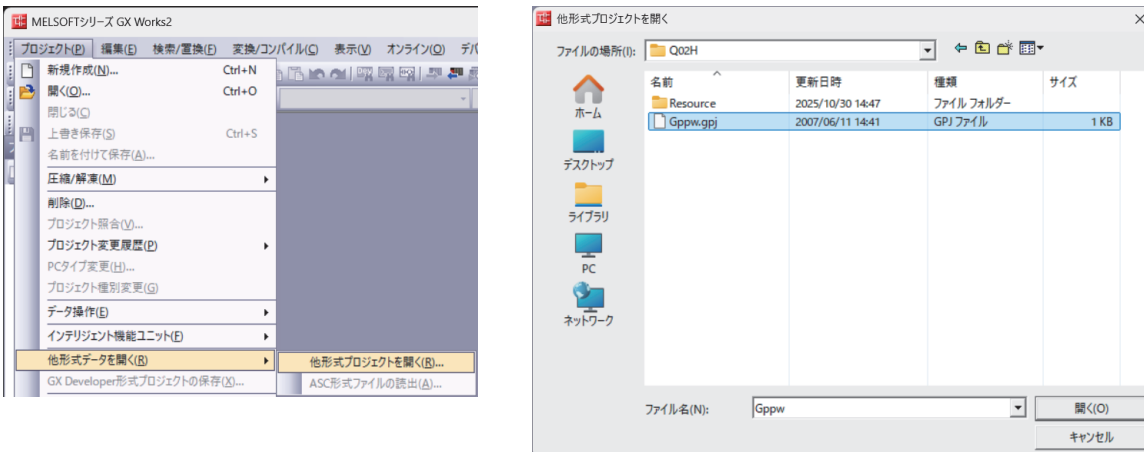 MELSOFTシリーズ GX Works2
プロジェクト(P) 編集(E) 検索/置換(F) 変換/コンパイル(C) 表示(V) オンライン(O) デバ
新規作成(N)... Ctrl+N
開く(O)... Ctrl+O
閉じる(C)
上書き保存(S) Ctrl+S
名前を付けて保存(A)...
圧縮/解凍(M)
削除(D)...
プロジェクト照合(V)...
プロジェクト変更履歴(P)
PCタイプ変更(H)...
プロジェクト種別変更(G)
データ操作(E)
インテリジェント機能ユニット(F)
他形式データを開く(R)
他形式プロジェクトを開く(R)...
GX Developer形式プロジェクトの保存(X)...
ASC形式ファイルの読出(A)...
他形式プロジェクトを開く
ファイルの場所(I): Q02H
名前 更新日時 種類 サイズ
Resource 2025/10/30 14:47 ファイル フォルダー
Gppw.gpj 2007/06/11 14:41 GPJ ファイル 1 KB
ホーム
デスクトップ
ライブラリ
PC
ネットワーク
ファイル名(N): Gppw 開く(O)
キャンセル